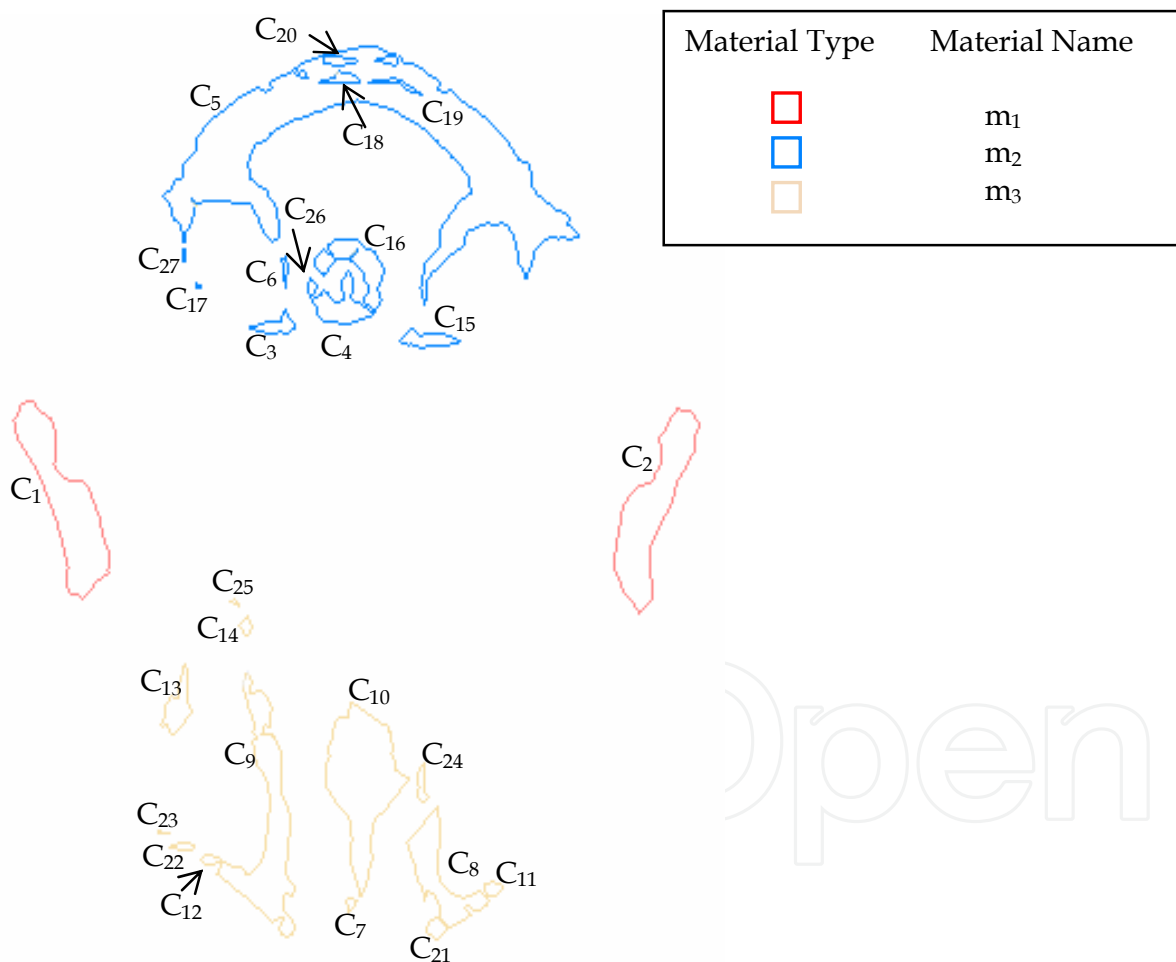 C₂₀
Material Type Material Name
C₅
C₁₉
m₁
C₁₈
m₂
m₃
C₂₆
C₁₆
C₂₇
C₆
C₁₇
C₁₅
C₃
C₄
C₂
C₁
C₂₅
C₁₄
C₁₃
C₁₀
C₉
C₂₄
C₂₃
C₂₂
C₈
C₁₁
C₁₂
C₇
C₂₁
Open